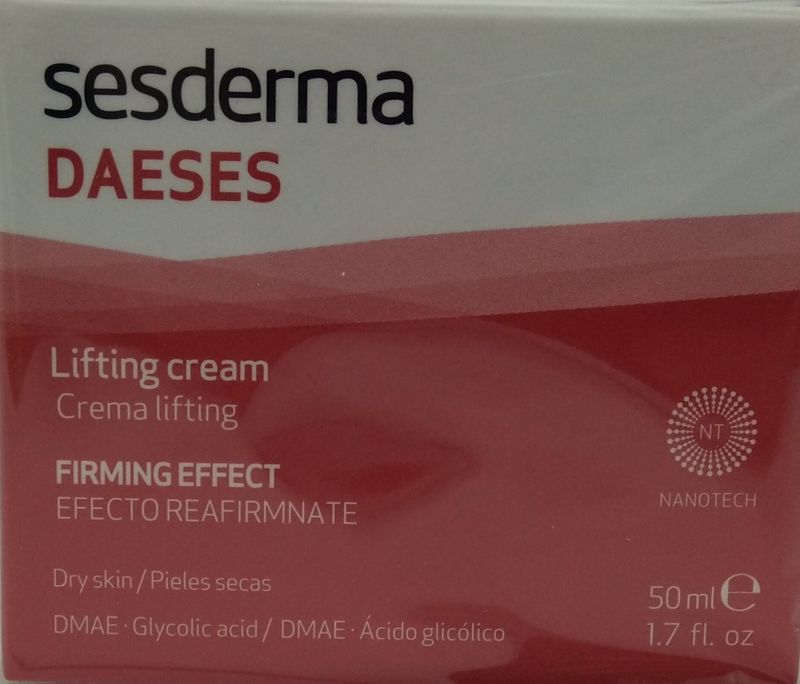 sesderma
DAESES
Lifting cream
Crema lifting
FIRMING EFFECT
EFECTO REAFIRMNATE
NT
NANOTECH
Dry skin / Pieles secas
DMAE · Glycolic acid / DMAE · Ácido glicólico
50 ml ℮
1.7 fl. oz